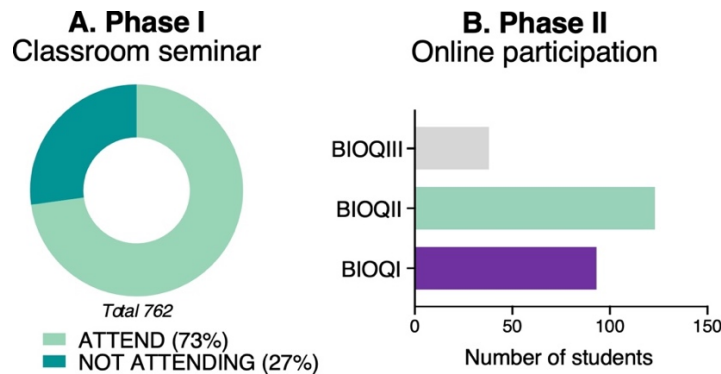 A. Phase I
Classroom seminar
Total 762
ATTEND (73%)
NOT ATTENDING (27%)
B. Phase II
Online participation
BIOQIII
BIOQII
BIOQI
0 50 100 150
Number of students